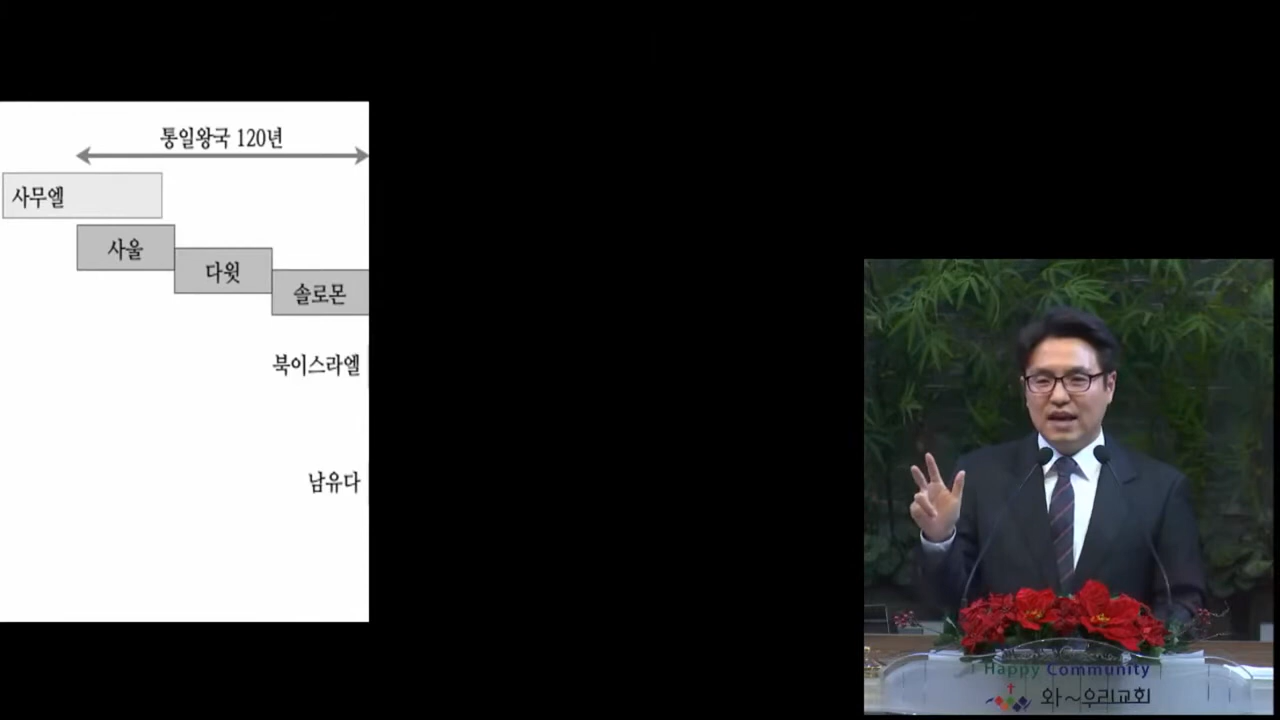 통일왕국 120년
사무엘
사울
다윗
솔로몬
북이스라엘
남유다
Happy Community
와~우리교회